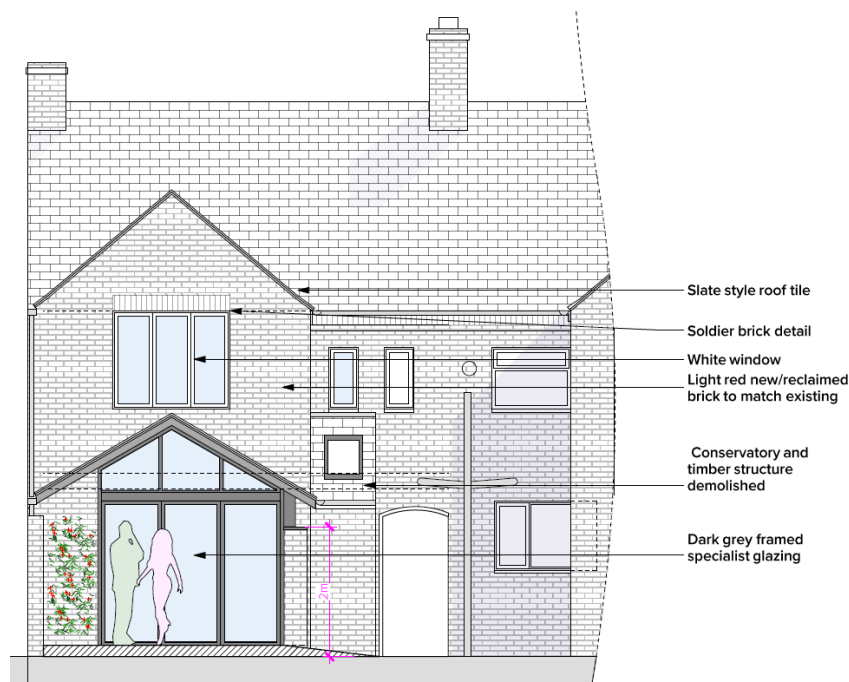 Slate style roof tile
Soldier brick detail
White window
Light red new/reclaimed
brick to match existing
Conservatory and
timber structure
demolished
Dark grey framed
specialist glazing
2m